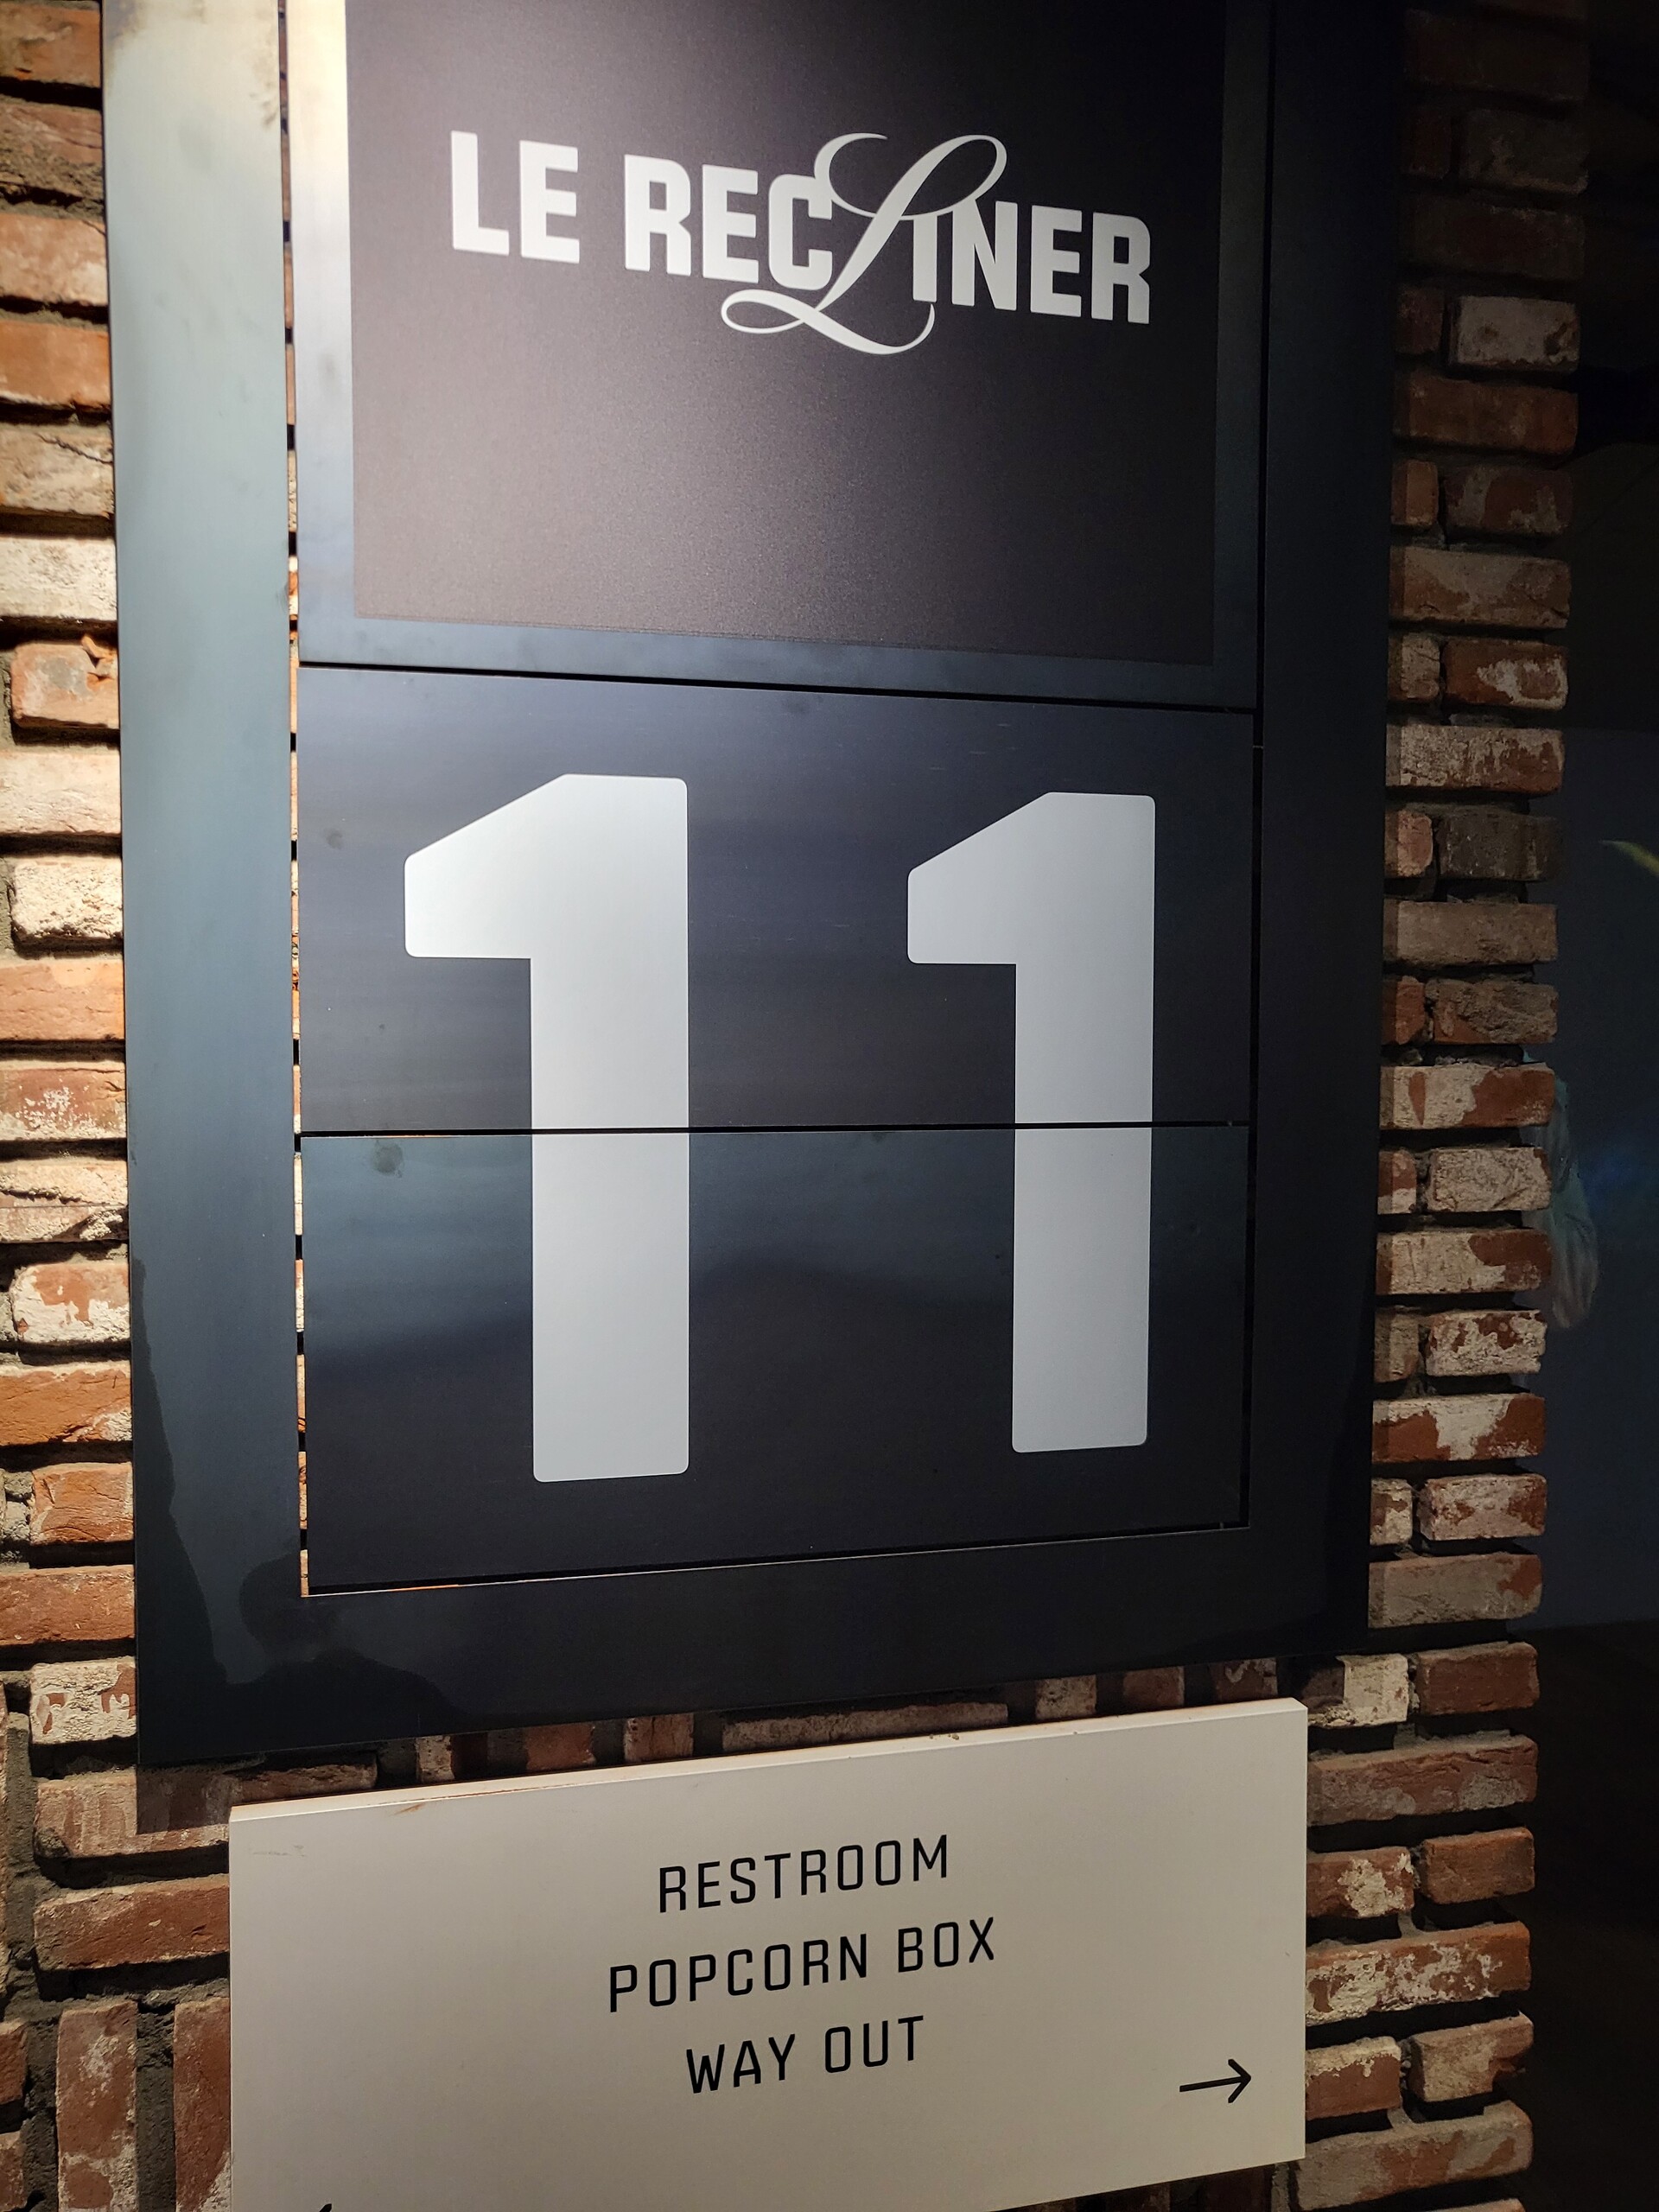 LE RECLINER
11
RESTROOM
POPCORN BOX
WAY OUT
→